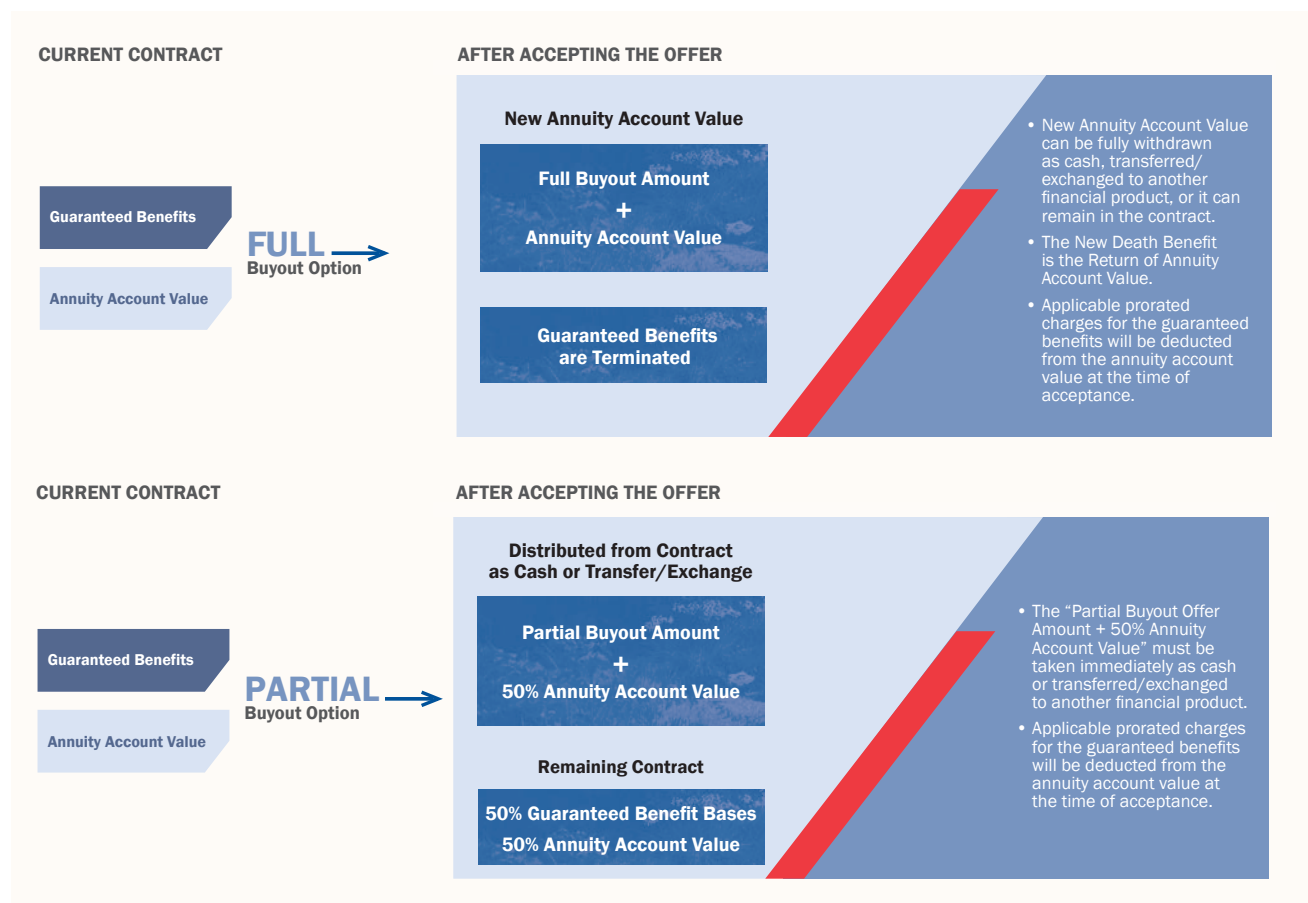 CURRENT CONTRACT
AFTER ACCEPTING THE OFFER
Guaranteed Benefits
Annuity Account Value
FULL
Buyout Option
New Annuity Account Value
Full Buyout Amount
+
Annuity Account Value
Guaranteed Benefits
are Terminated
• New Annuity Account Value
can be fully withdrawn
as cash, transferred/
exchanged to another
financial product, or it can
remain in the contract.
• The New Death Benefit
is the Return of Annuity
Account Value.
• Applicable prorated
charges for the guaranteed
benefits will be deducted
from the annuity account
value at the time of
acceptance.
CURRENT CONTRACT
AFTER ACCEPTING THE OFFER
Guaranteed Benefits
Annuity Account Value
PARTIAL
Buyout Option
Distributed from Contract
as Cash or Transfer/Exchange
Partial Buyout Amount
+
50% Annuity Account Value
Remaining Contract
50% Guaranteed Benefit Bases
50% Annuity Account Value
• The “Partial Buyout Offer
Amount + 50% Annuity
Account Value” must be
taken immediately as cash
or transferred/exchanged
to another financial product.
• Applicable prorated charges
for the guaranteed benefits
will be deducted from the
annuity account value at
the time of acceptance.